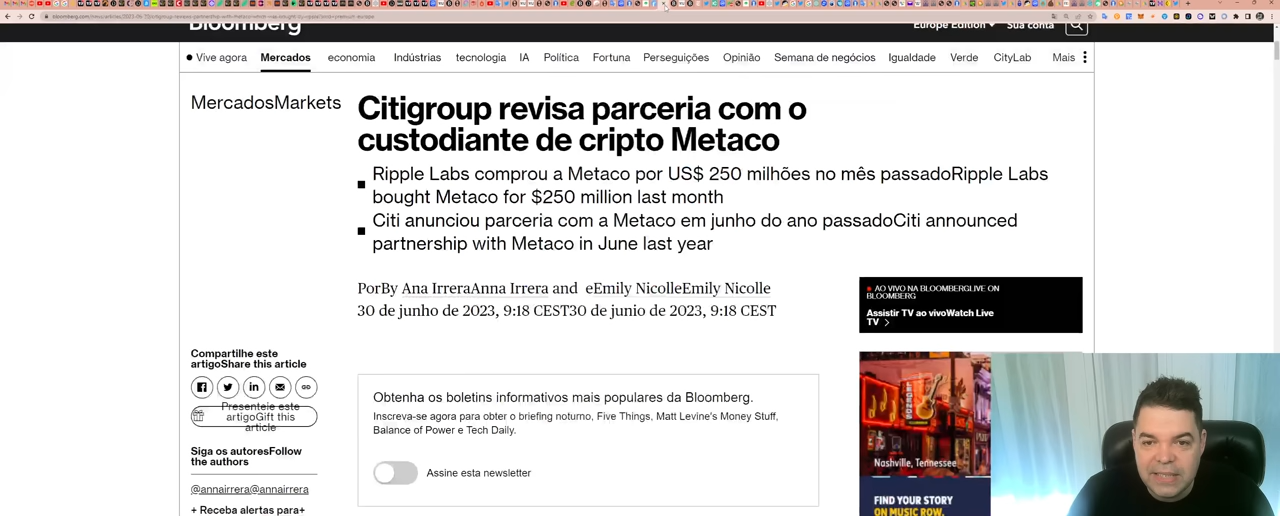 Bloomberg
Europe Edition
Sua conta
Vive agora Mercados economia Indústrias tecnologia IA Política Fortuna Perseguições Opinião Semana de negócios Igualdade Verde CityLab Mais
MercadosMarkets
Citigroup revisa parceria com o
custodiante de cripto Metaco
Ripple Labs comprou a Metaco por US$ 250 milhões no mês passadoRipple Labs
bought Metaco for $250 million last month
Citi anunciou parceria com a Metaco em junho do ano passadoCiti announced
partnership with Metaco in June last year
PorBy Ana IrreraAnna Irrera and eEmily NicolleEmily Nicolle
30 de junho de 2023, 9:18 CEST30 de junio de 2023, 9:18 CEST
AO VIVO NA BLOOMBERGLIVE ON
BLOOMBERG
Assistir TV ao vivoWatch Live
TV
Compartilhe este
artigoShare this article
Presenteie este
artigoGift this
article
Siga os autoresFollow
the authors
@annairrera@annairrera
+ Receba alertas para+
Obtenha os boletins informativos mais populares da Bloomberg.
Inscreva-se agora para obter o briefing noturno, Five Things, Matt Levine's Money Stuff,
Balance of Power e Tech Daily.
Assine esta newsletter
Nashville, Tennessee
FIND YOUR STORY
ON MUSIC ROW.